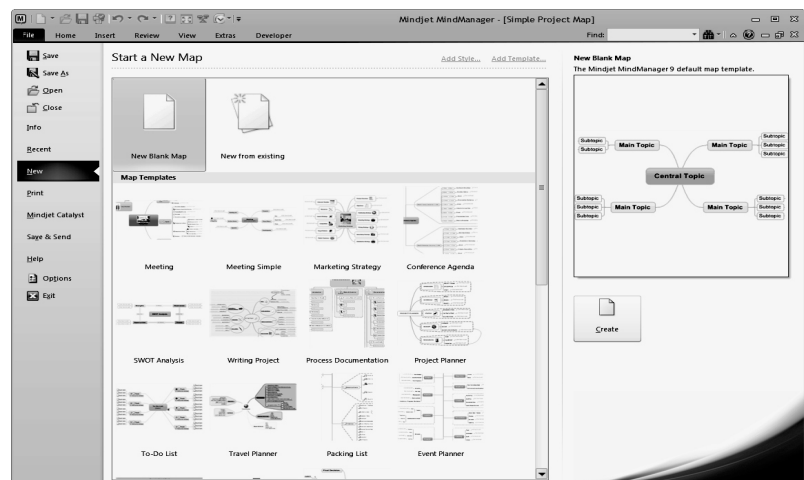 Mindjet MindManager - [Simple Project Map]
File Home Insert Review View Extras Developer Find:
Save
Save As
Open
Close
Info
Recent
New
Print
Mindjet Catalyst
Save & Send
Help
Options
Exit
Start a New Map
Add Style... Add Template...
New Blank Map New from existing
Map Templates
Meeting Meeting Simple Marketing Strategy Conference Agenda
SWOT Analysis Writing Project Process Documentation Project Planner
To-Do List Travel Planner Packing List Event Planner
New Blank Map
The Mindjet MindManager 9 default map template.
Subtopic
Subtopic
Main Topic
Main Topic
Subtopic
Subtopic
Subtopic
Central Topic
Subtopic
Subtopic
Subtopic
Main Topic
Main Topic
Subtopic
Subtopic
Subtopic
Create